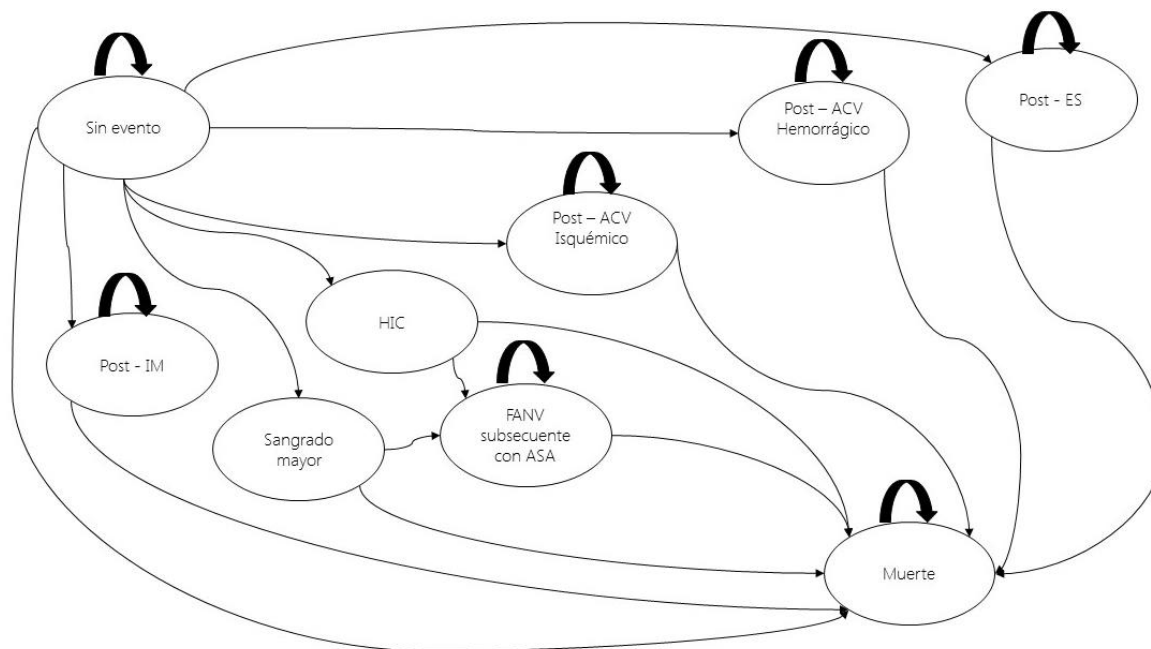 Sin evento
Post – ACV
Hemorrágico
Post - ES
Post – ACV
Isquémico
HIC
Post - IM
FANV
subsecuente
con ASA
Sangrado
mayor
Muerte